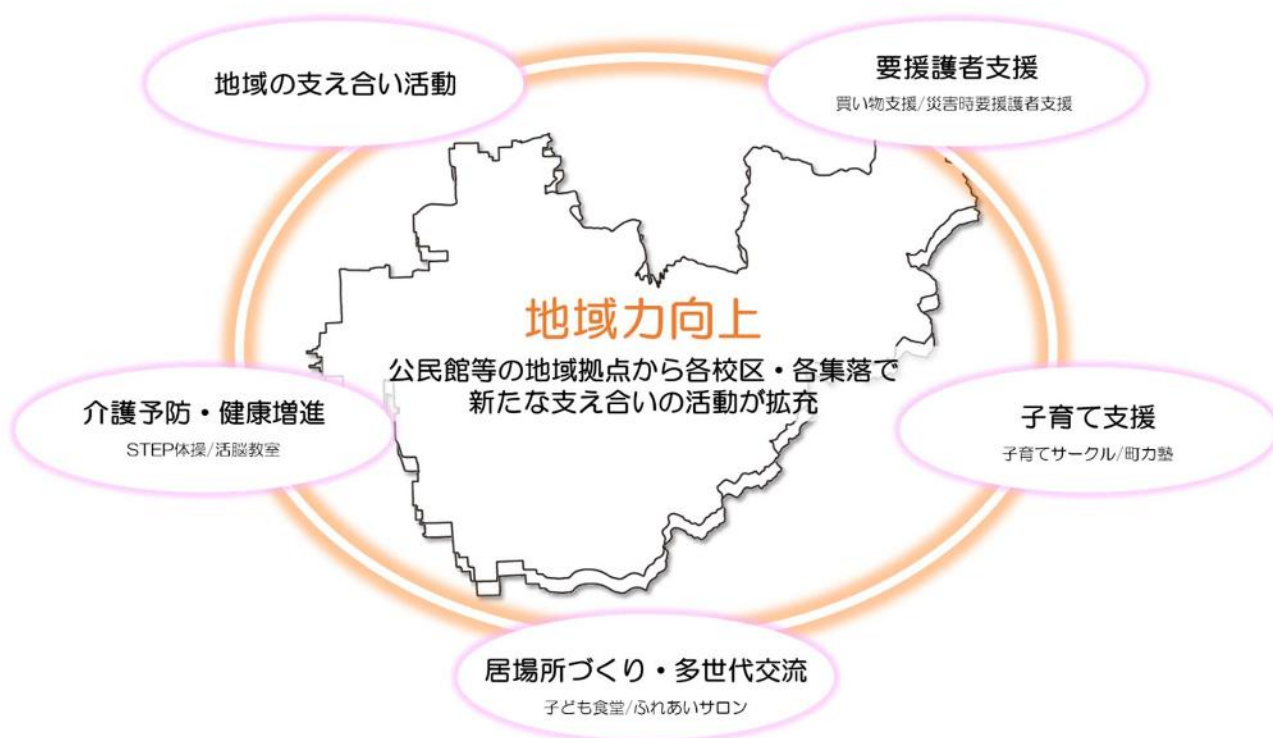 地域の支え合い活動
要援護者支援
買い物支援/災害時要援護者支援
地域力向上
公民館等の地域拠点から各校区・各集落で
新たな支え合いの活動が拡充
介護予防・健康増進
STEP体操/活脳教室
子育て支援
子育てサークル/町力塾
居場所づくり・多世代交流
子ども食堂/ふれあいサロン